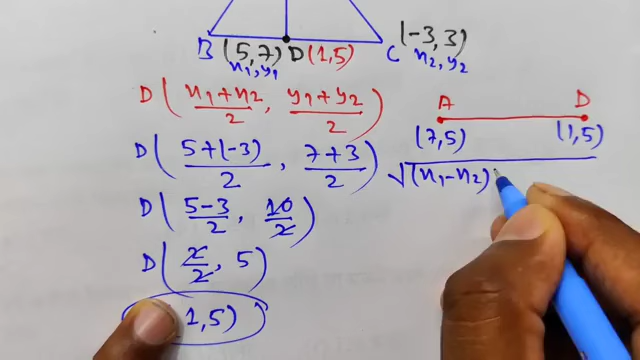 B (5,7) D (1,5) C (-3,3)
x₁,y₁ x₂,y₂
D ( x₁+x₂ / 2 , y₁+y₂ / 2 )
A D
(7,5) (1,5)
D ( 5+(-3) / 2 , 7+3 / 2 )
√(x₁-x₂)
D ( 5-3 / 2 , 10 / 2 )
D ( 2 / 2 , 5 )
1,5)